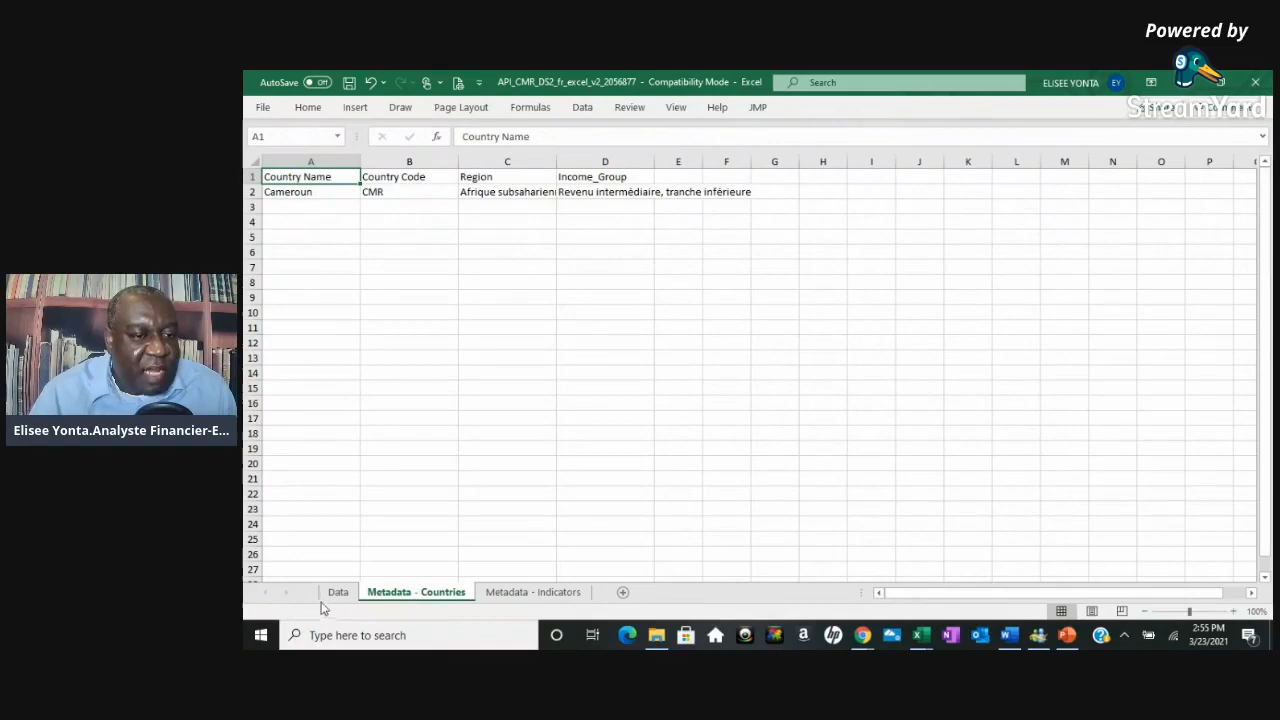 Powered by
StreamYard
AutoSave Off
API_CMR_DS2_fr_excel_v2_2056877 - Compatibility Mode - Excel
Search
ELISEE YONTA
EY
File Home Insert Draw Page Layout Formulas Data Review View Help JMP
A1
fx
Country Name
A B C D E F G H I J K L M N O P
1 Country Name Country Code Region Income_Group
2 Cameroun CMR Afrique subsaharien Revenu intermédiaire, tranche inférieure
3
4
5
6
7
8
9
10
11
12
13
14
15
16
17
18
19
20
21
22
23
24
25
26
27
Elisee Yonta.Analyste Financier-E...
Data Metadata - Countries Metadata - Indicators
100%
Type here to search
2:55 PM
3/23/2021